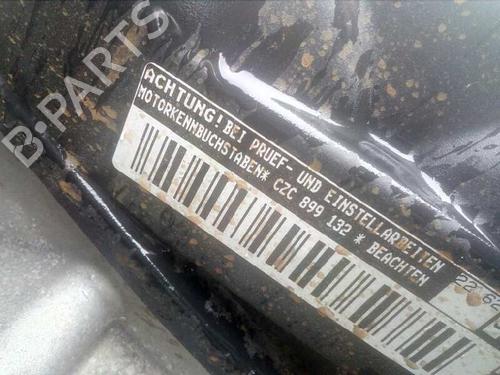 ACHTUNG! BEI PRUEF- UND EINSTELLARBEITEN
MOTORKENNBUCHSTABEN* CZC 899 132 * BEACHTEN
B-PARTS